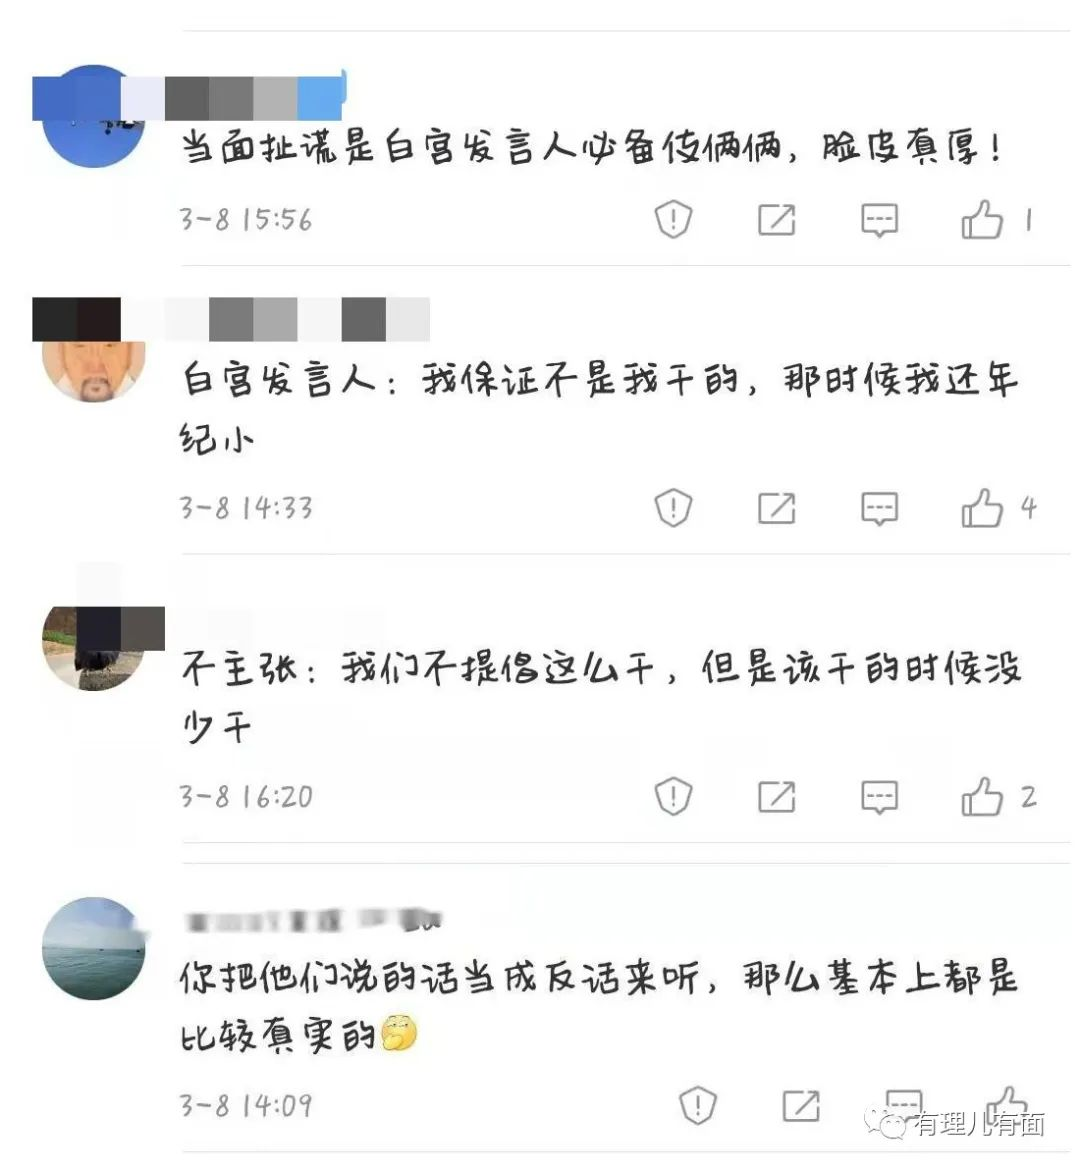 当面扯谎是白宫发言人必备伎俩俩，脸皮真厚！
3-8 15:56
1
白宫发言人：我保证不是我干的，那时候我还年
纪小
3-8 14:33
4
不主张：我们不提倡这么干，但是该干的时候没
少干
3-8 16:20
2
你把他们说的话当成反话来听，那么基本上都是
比较真实的
3-8 14:09
有理儿有面